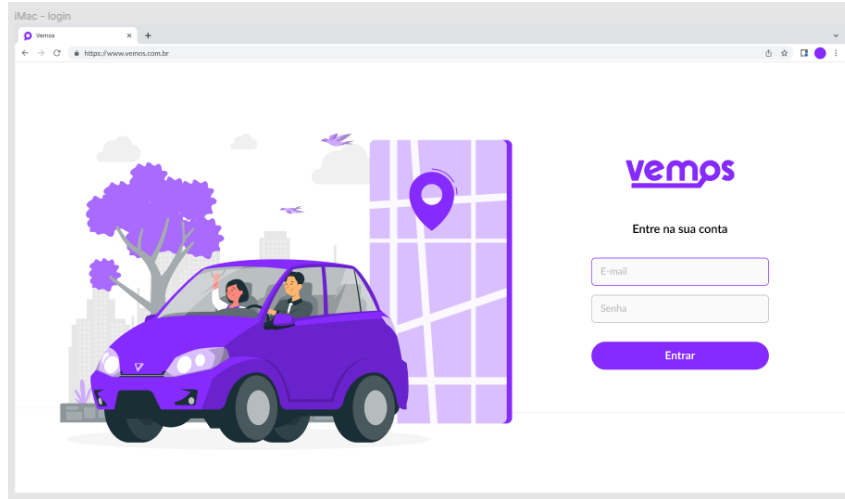 iMac - login
Vemos
https://www.vemos.com.br
vemos
Entre na sua conta
E-mail
Senha
Entrar